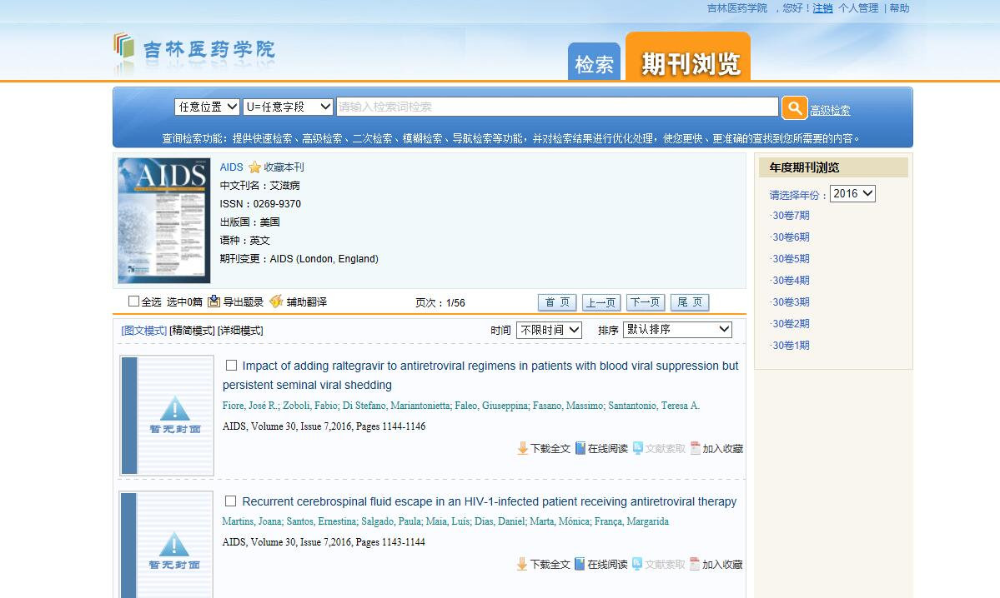 吉林医药学院 ，您好！注销 个人管理 | 帮助
吉林医药学院
检索
期刊浏览
任意位置 U=任意字段 请输入检索词检索 高级检索
查询检索功能：提供快速检索、高级检索、二次检索、模糊检索、导航检索等功能，并对检索结果进行优化处理，使您更快、更准确的查找到您所需要的内容。
AIDS
AIDS 收藏本刊
中文刊名：艾滋病
ISSN：0269-9370
出版国：美国
语种：英文
期刊变更：AIDS (London, England)
年度期刊浏览
请选择年份：2016
·30卷7期
·30卷6期
·30卷5期
·30卷4期
·30卷3期
·30卷2期
·30卷1期
全选 选中0篇 导出题录 辅助翻译 页次：1/56 首 页 上一页 下一页 尾 页
[图文模式] [精简模式] [详细模式] 时间 不限时间 排序 默认排序
暂无封面
Impact of adding raltegravir to antiretroviral regimens in patients with blood viral suppression but
persistent seminal viral shedding
Fiore, José R.; Zoboli, Fabio; Di Stefano, Mariantonietta; Faleo, Giuseppina; Fasano, Massimo; Santantonio, Teresa A.
AIDS, Volume 30, Issue 7,2016, Pages 1144-1146
下载全文 在线阅读 文献索取 加入收藏
暂无封面
Recurrent cerebrospinal fluid escape in an HIV-1-infected patient receiving antiretroviral therapy
Martins, Joana; Santos, Ernestina; Salgado, Paula; Maia, Luís; Dias, Daniel; Marta, Mónica; França, Margarida
AIDS, Volume 30, Issue 7,2016, Pages 1143-1144
下载全文 在线阅读 文献索取 加入收藏